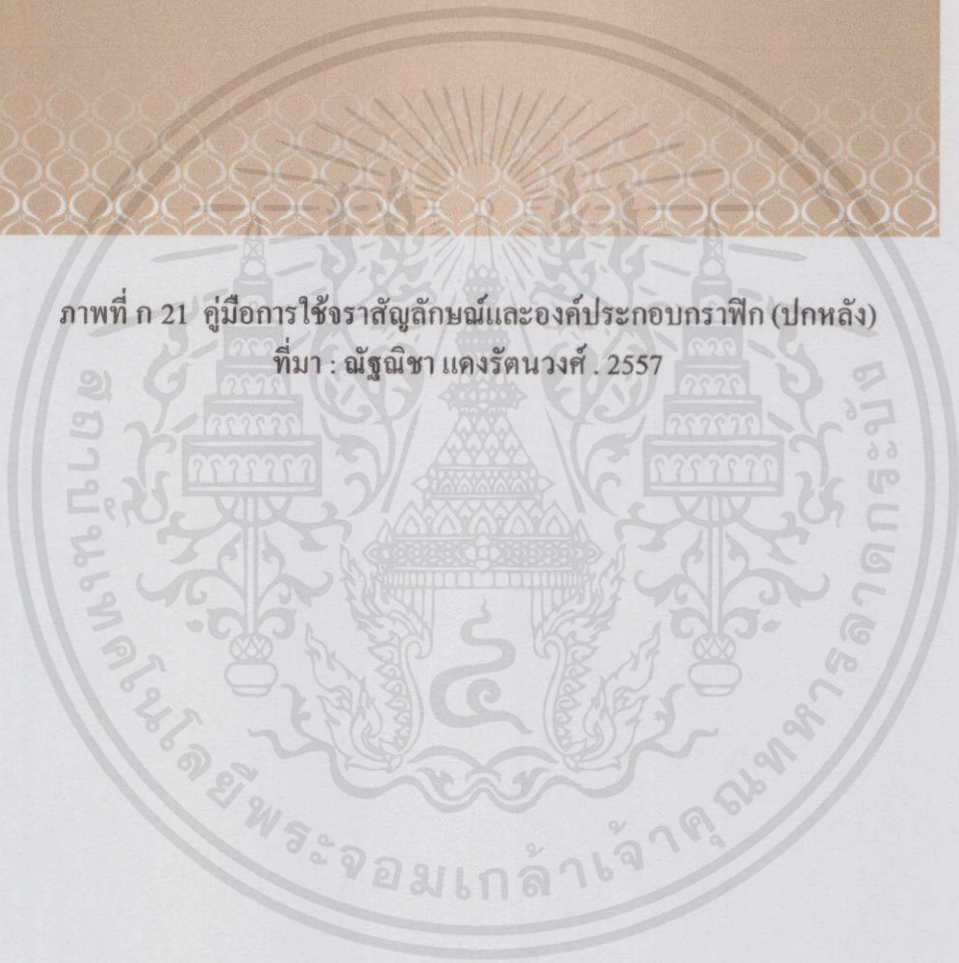 ภาพที่ ก 21 คู่มือการใช้จราสัญลักษณ์และองค์ประกอบกราฟิก (ปกหลัง)
ที่มา : ณัฐณิชา แดงรัตนวงศ์ . 2557
สถาบันเทคโนโลยีพระจอมเกล้าเจ้าคุณทหารลาดกระบัง
๔